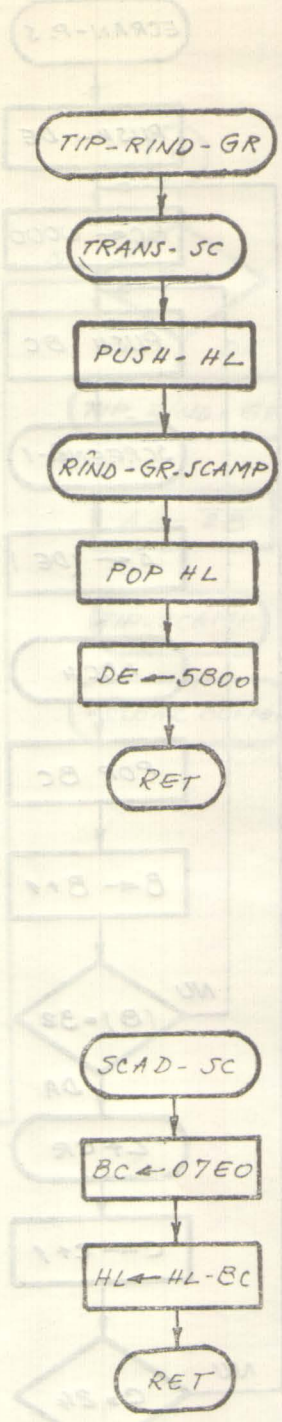 TIP-RIND-GR
TRANS-SC
PUSH-HL
RÎND-GR.SCAMP
POP HL
DE ← 5800
RET
SCAD-SC
BC ← 07E0
HL ← HL-BC
RET